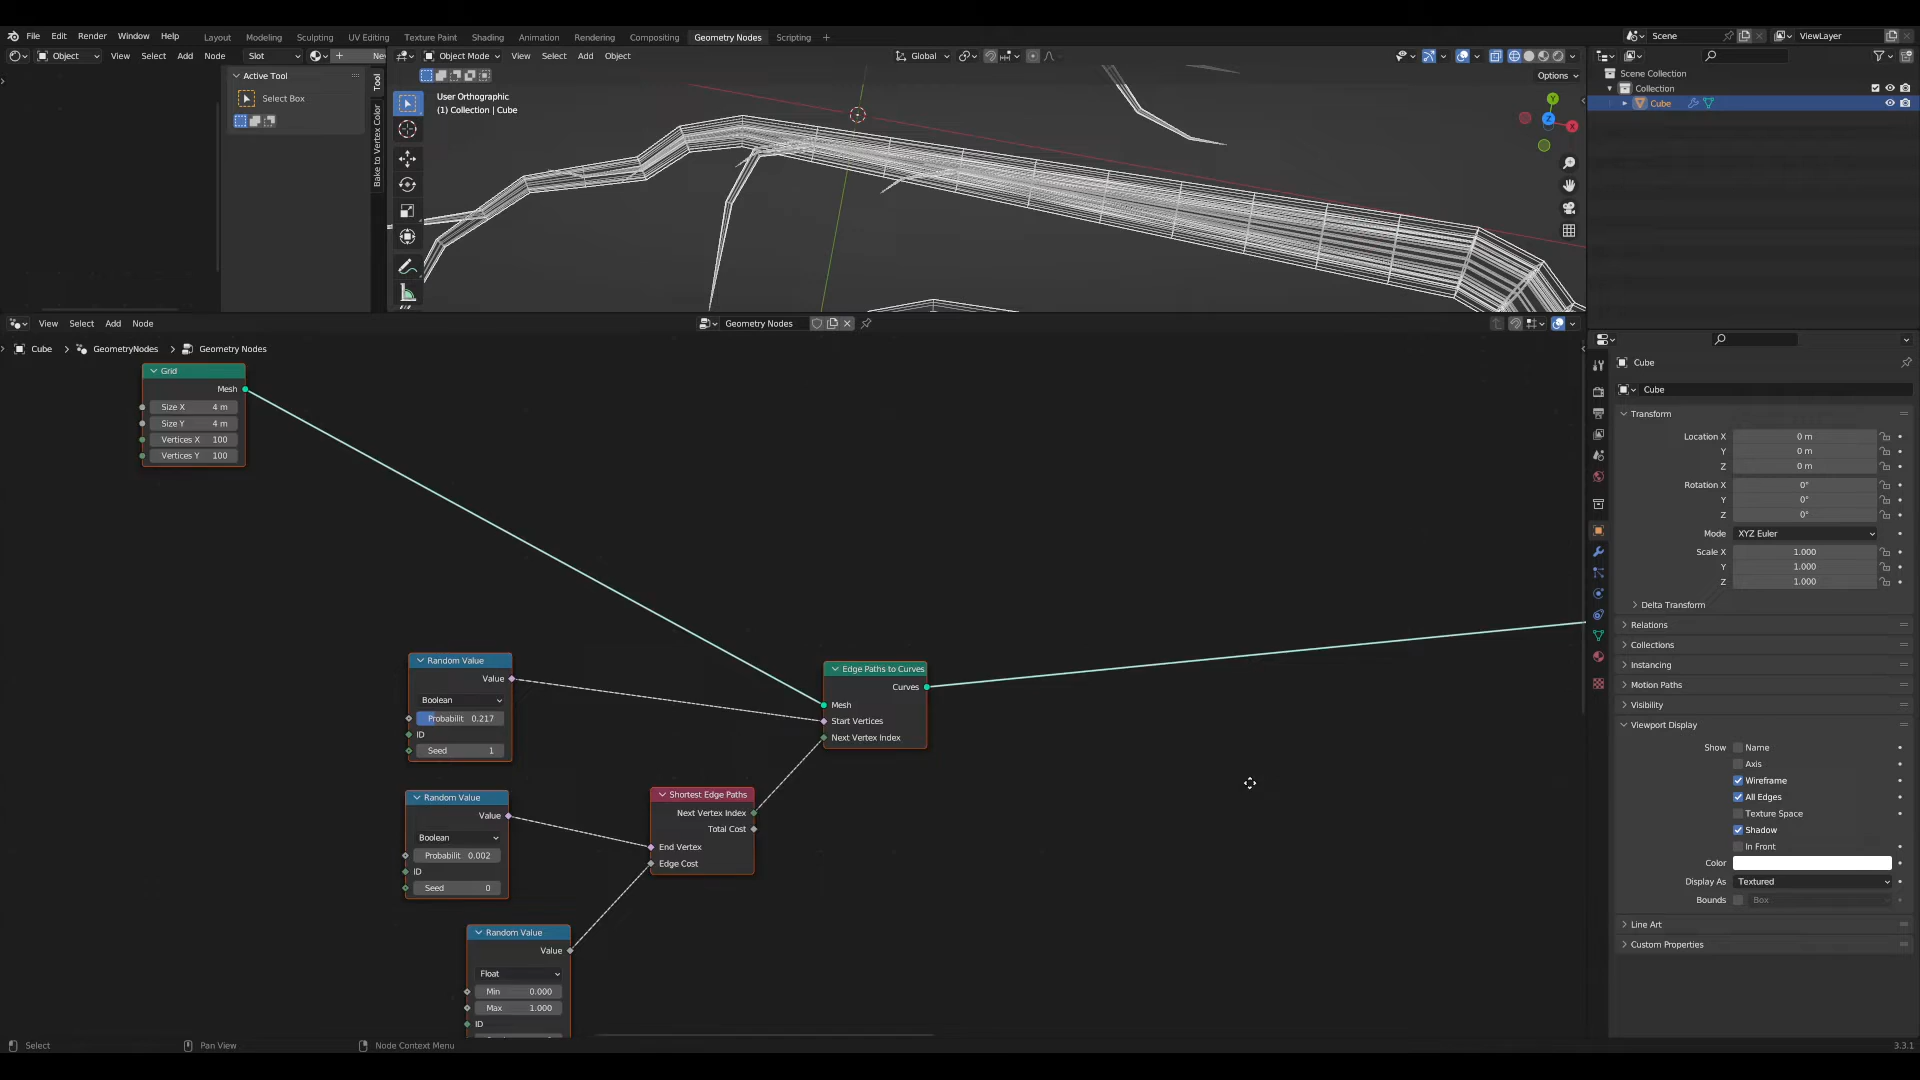 File Edit Render Window Help Layout Modeling Sculpting UV Editing Texture Paint Shading Animation Rendering Compositing Geometry Nodes Scripting + Scene ViewLayer
Object View Select Add Node Slot Ne Object Mode View Select Add Object Global
Active Tool
Select Box
Tool
Bake to Vertex Color
Options
User Orthographic
(1) Collection | Cube
Y
Z
X
Scene Collection
Collection
Cube
View Select Add Node Geometry Nodes
Cube > GeometryNodes > Geometry Nodes
Grid
Mesh
Size X 4 m
Size Y 4 m
Vertices X 100
Vertices Y 100
Random Value
Value
Boolean
Probabilit 0.217
ID
Seed 1
Random Value
Value
Boolean
Probabilit 0.002
ID
Seed 0
Random Value
Value
Float
Min 0.000
Max 1.000
ID
Shortest Edge Paths
Next Vertex Index
Total Cost
End Vertex
Edge Cost
Edge Paths to Curves
Curves
Mesh
Start Vertices
Next Vertex Index
Cube
Cube
Transform
Location X 0 m
Y 0 m
Z 0 m
Rotation X 0°
Y 0°
Z 0°
Mode XYZ Euler
Scale X 1.000
Y 1.000
Z 1.000
Delta Transform
Relations
Collections
Instancing
Motion Paths
Visibility
Viewport Display
Show Name
Axis
Wireframe
All Edges
Texture Space
Shadow
In Front
Color
Display As Textured
Bounds Box
Line Art
Custom Properties
Select Pan View Node Context Menu 3.3.1